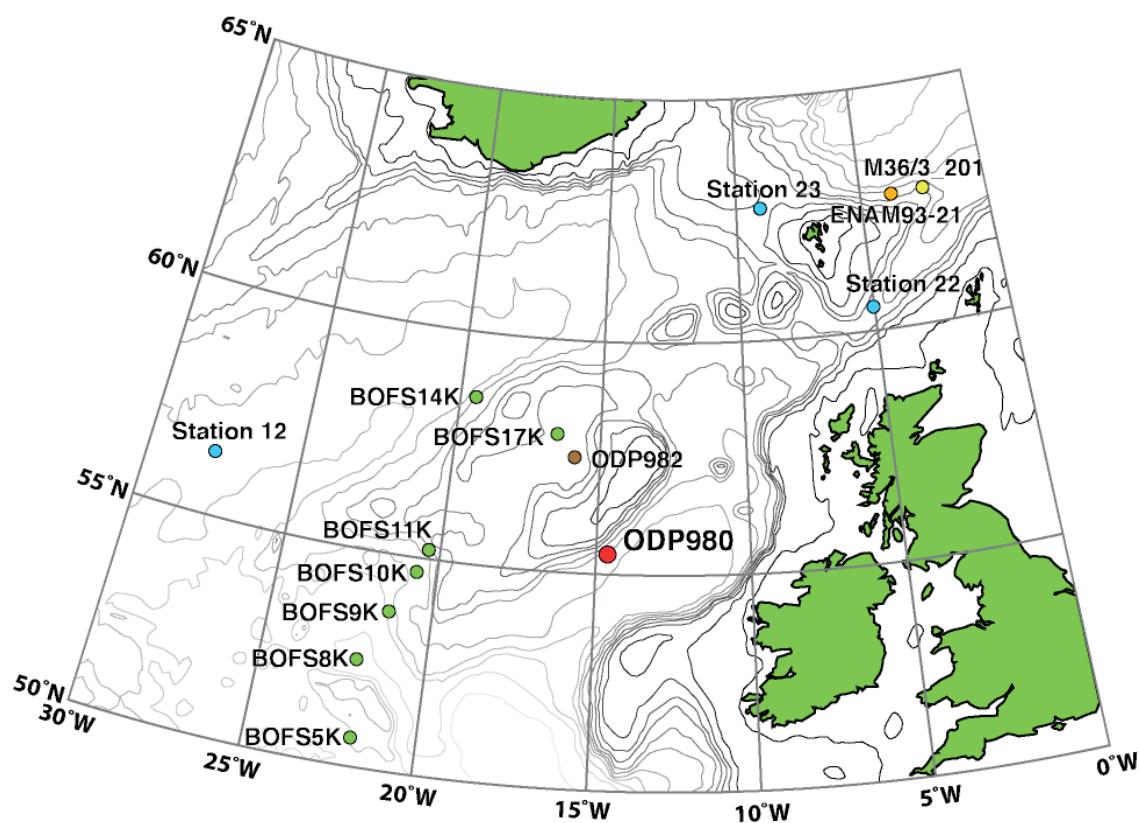 65°N
M36/3 201
Station 23
ENAM93-21
60°N
Station 22
BOFS14K
Station 12
BOFS17K
ODP982
55°N
BOFS11K
ODP980
BOFS10K
BOFS9K
BOFS8K
50°N
30°W
BOFS5K
25°W
20°W
15°W
10°W
5°W
0°W